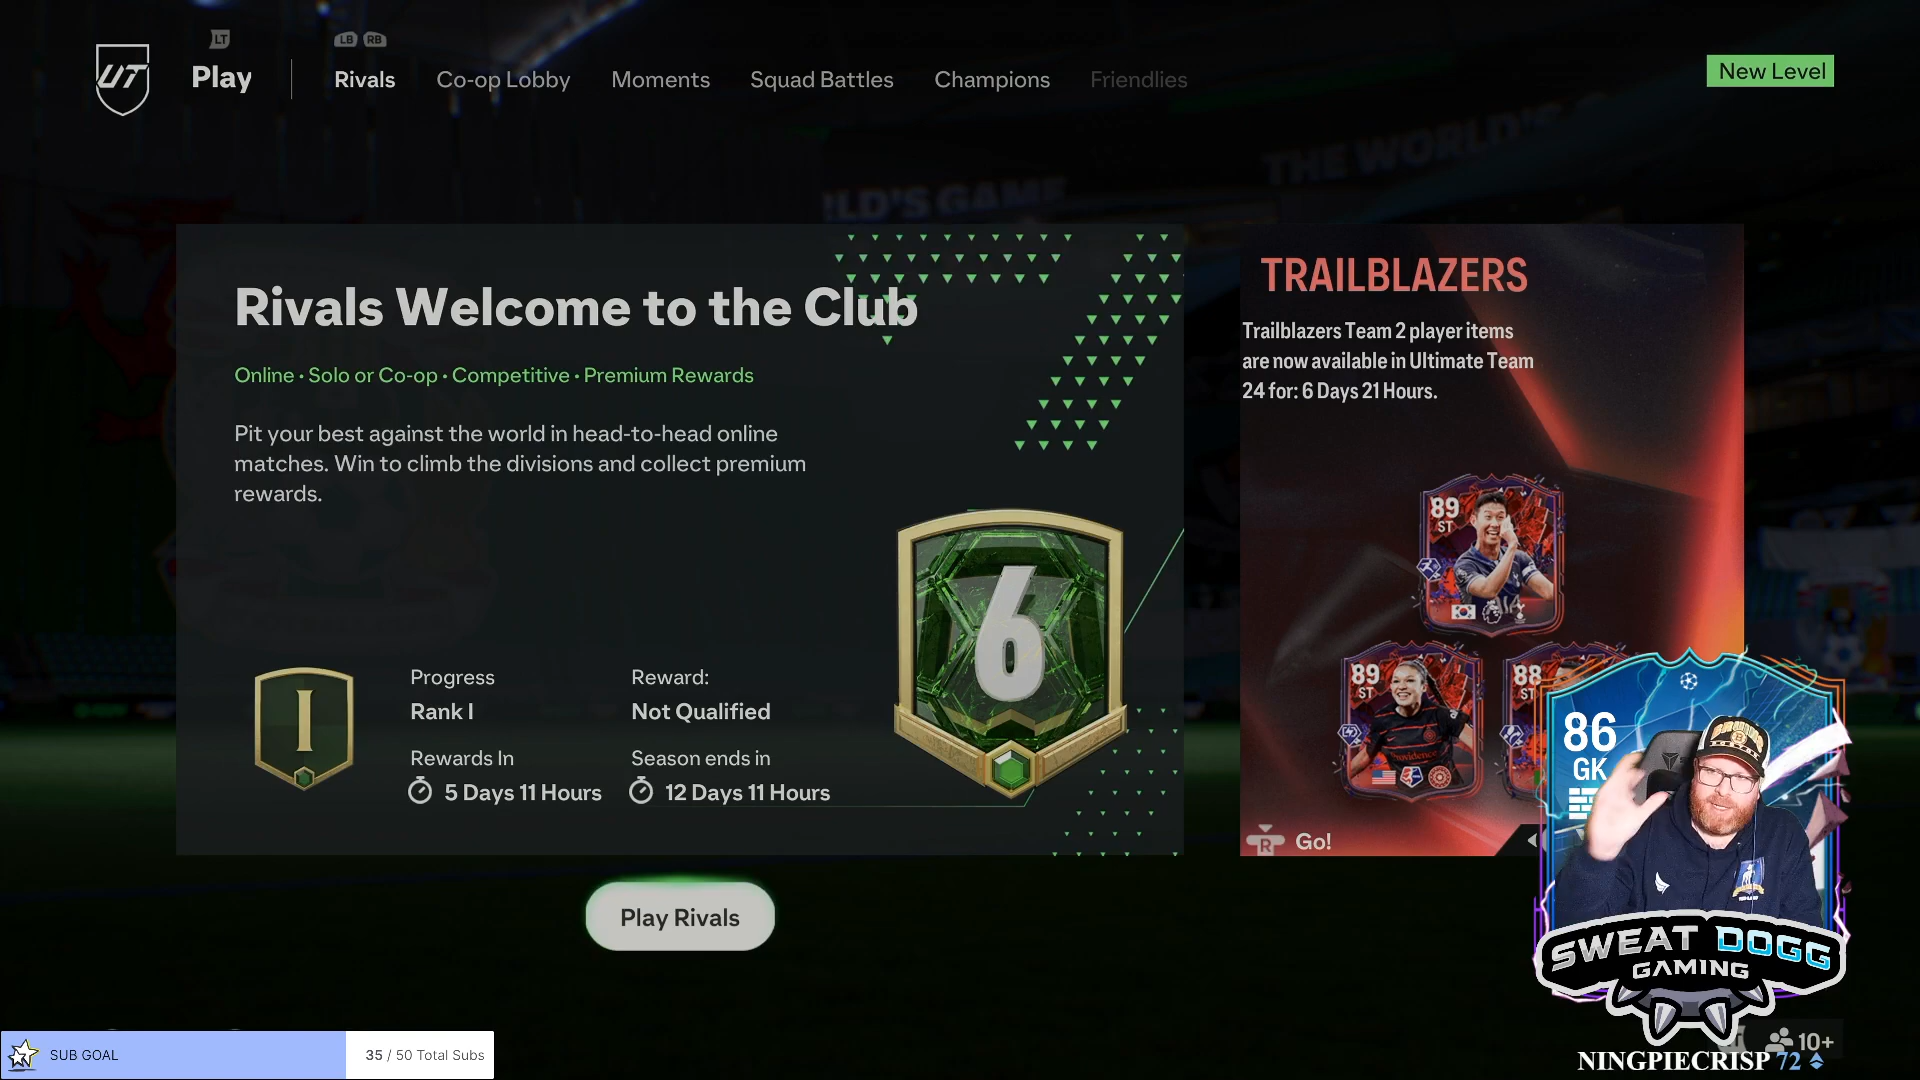 LT
LB RB
UT
Play
Rivals
Co-op Lobby
Moments
Squad Battles
Champions
Friendlies
New Level
THE WORLD'S
LD'S GAME
Rivals Welcome to the Club
Online • Solo or Co-op • Competitive • Premium Rewards
Pit your best against the world in head-to-head online
matches. Win to climb the divisions and collect premium
rewards.
6
I
Progress
Rank I
Reward:
Not Qualified
Rewards In
5 Days 11 Hours
Season ends in
12 Days 11 Hours
Play Rivals
TRAILBLAZERS
Trailblazers Team 2 player items
are now available in Ultimate Team
24 for: 6 Days 21 Hours.
89
ST
89
ST
88
ST
R Go!
86
GK
SWEAT DOGG
GAMING
10+
NINGPIECRISP 72
SUB GOAL
35 / 50 Total Subs